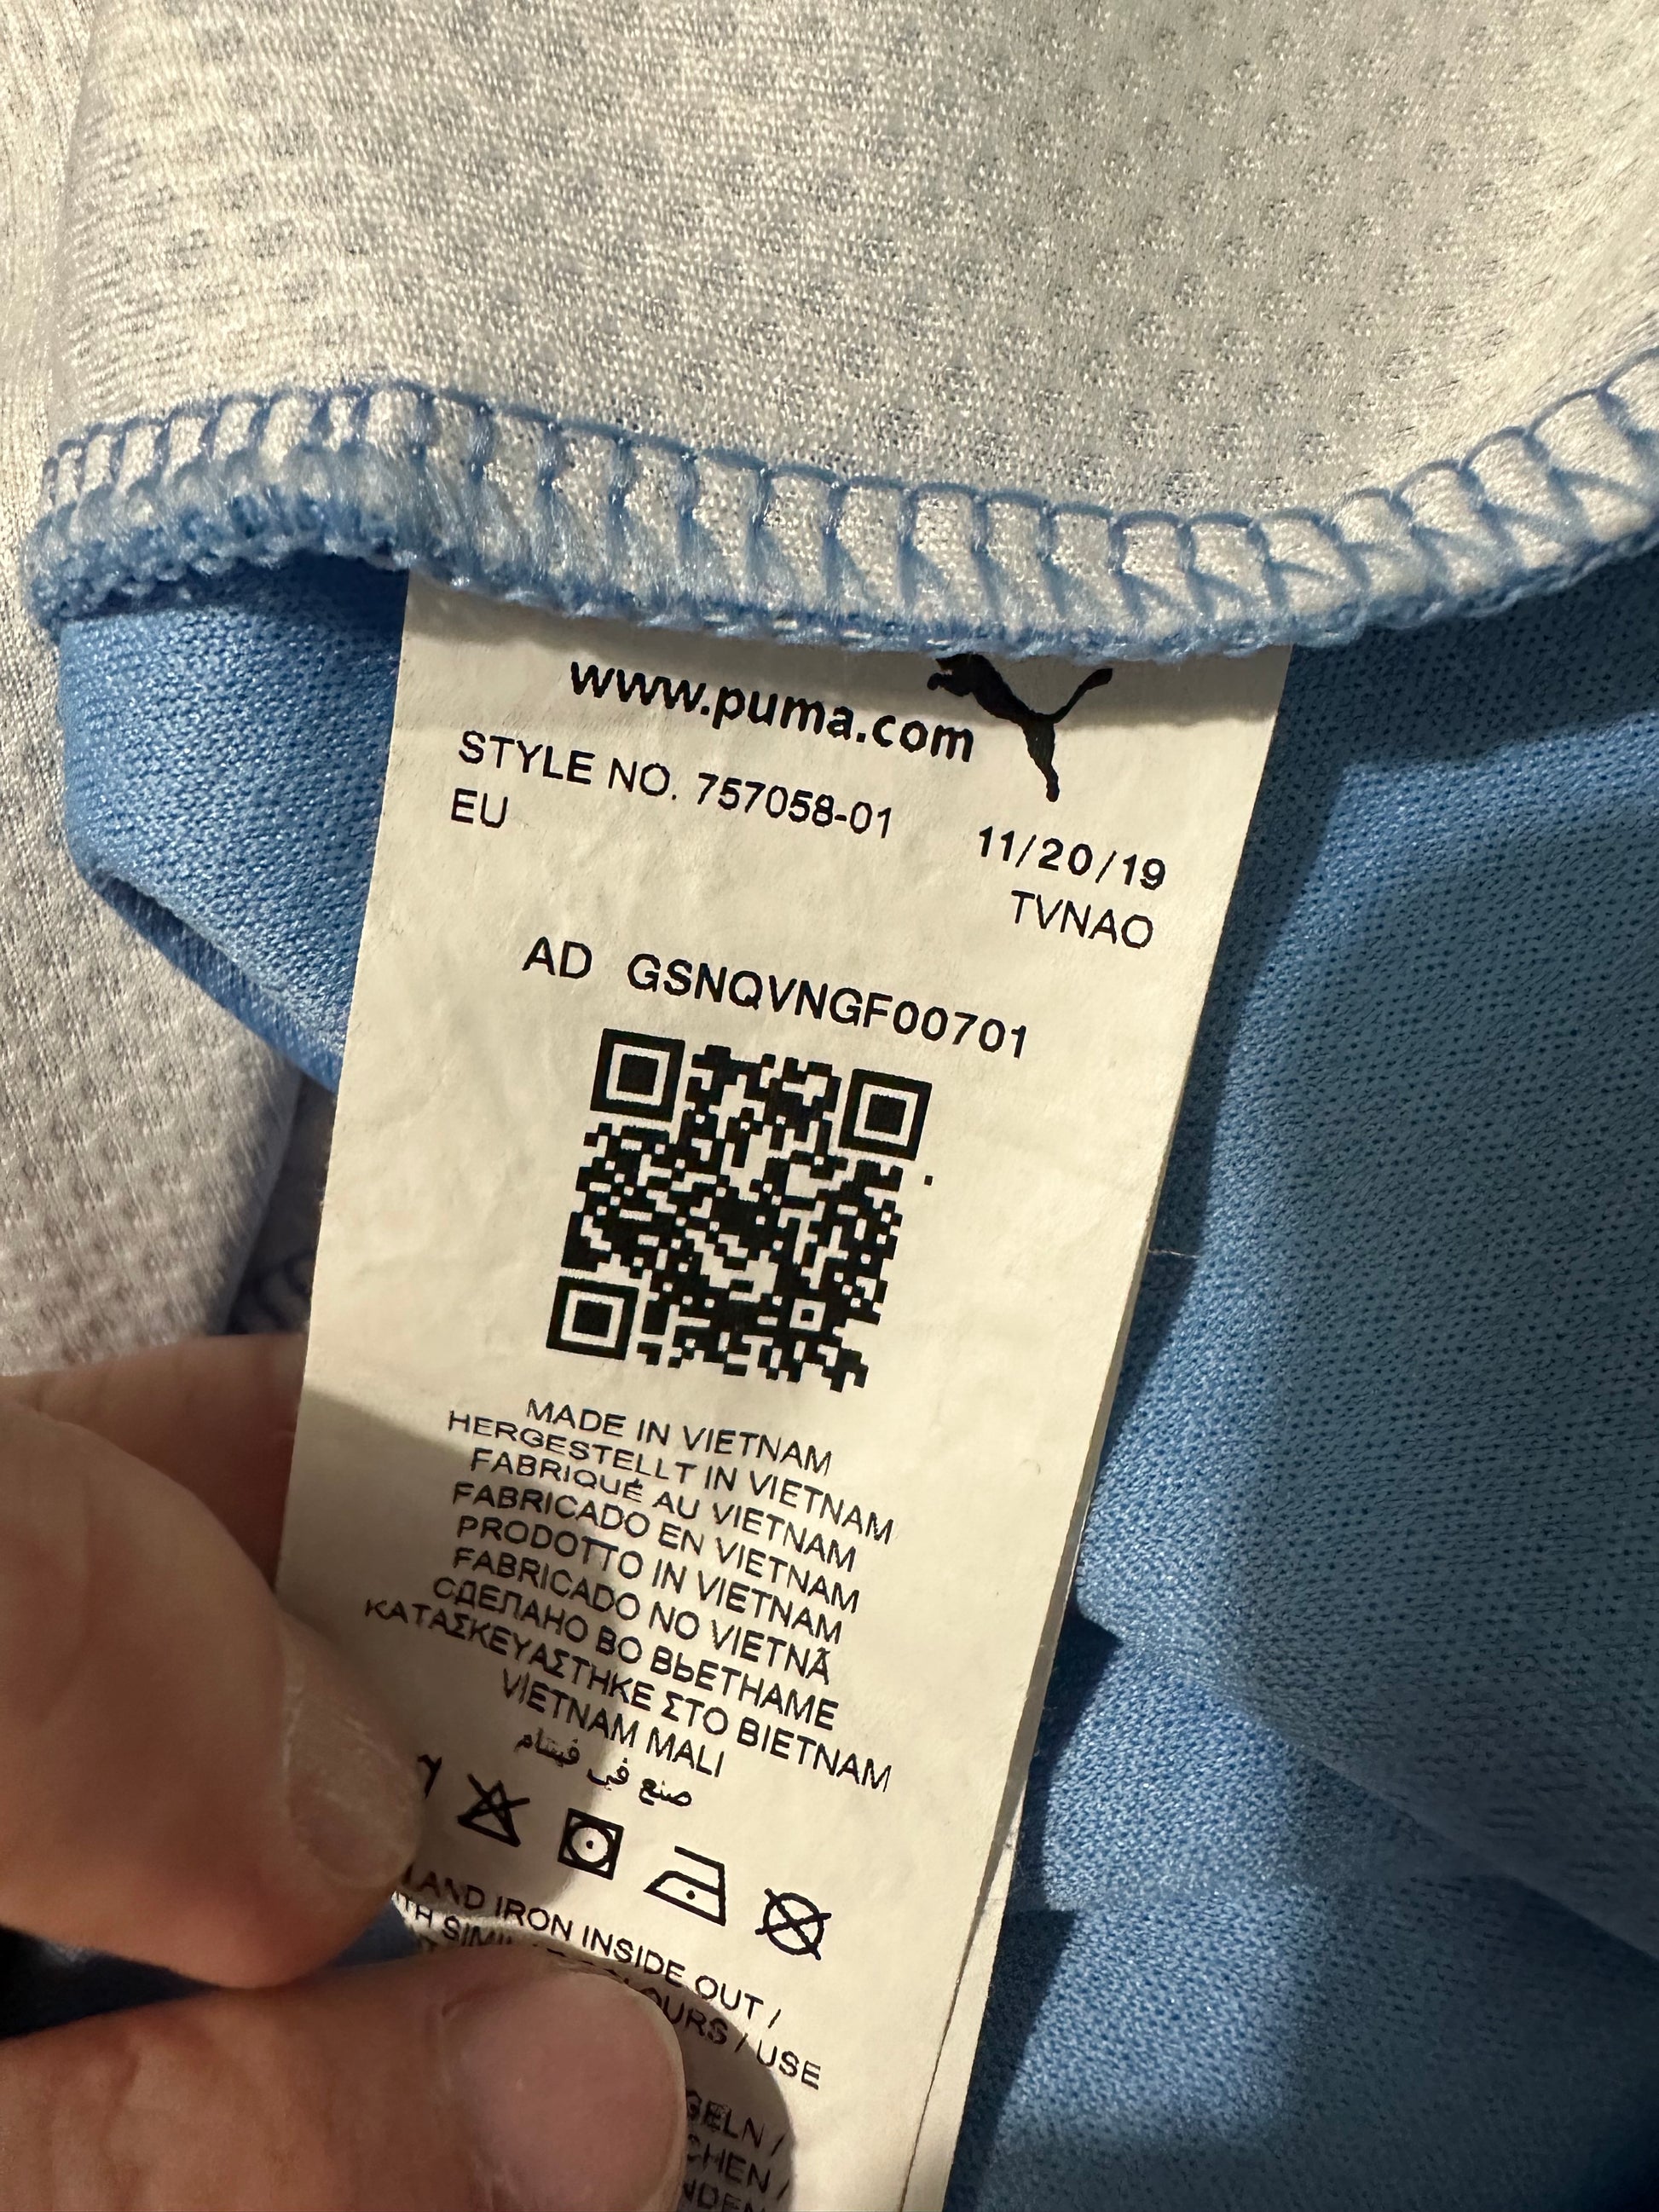 www.puma.com
STYLE NO. 757058-01
EU
11/20/19
TVNAO
AD GSNQVNGF00701
MADE IN VIETNAM
HERGESTELLT IN VIETNAM
FABRIQUÉ AU VIETNAM
FABRICADO EN VIETNAM
PRODOTTO IN VIETNAM
FABRICADO NO VIETNÃ
СДЕЛАНО ВО ВЬЕТНАМЕ
ΚΑΤΑΣΚΕΥΑΣΤΗΚΕ ΣΤΟ ΒΙΕΤΝΑΜ
VIETNAM MALI
صنع في فيتنام
AND IRON INSIDE OUT /
/ USE